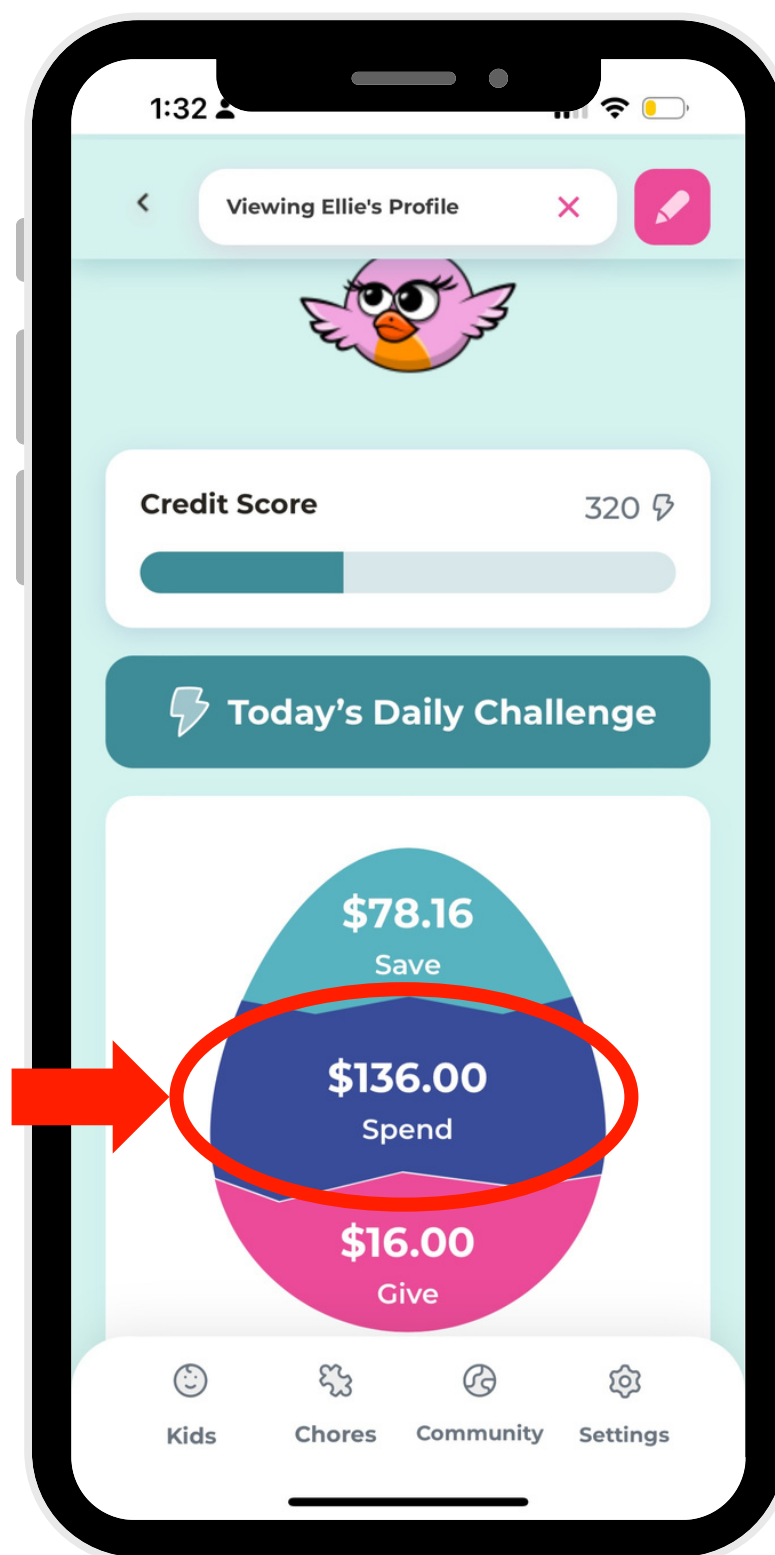 1:32
Viewing Ellie's Profile
Credit Score
320
Today's Daily Challenge
$78.16
Save
$136.00
Spend
$16.00
Give
Kids Chores Community Settings